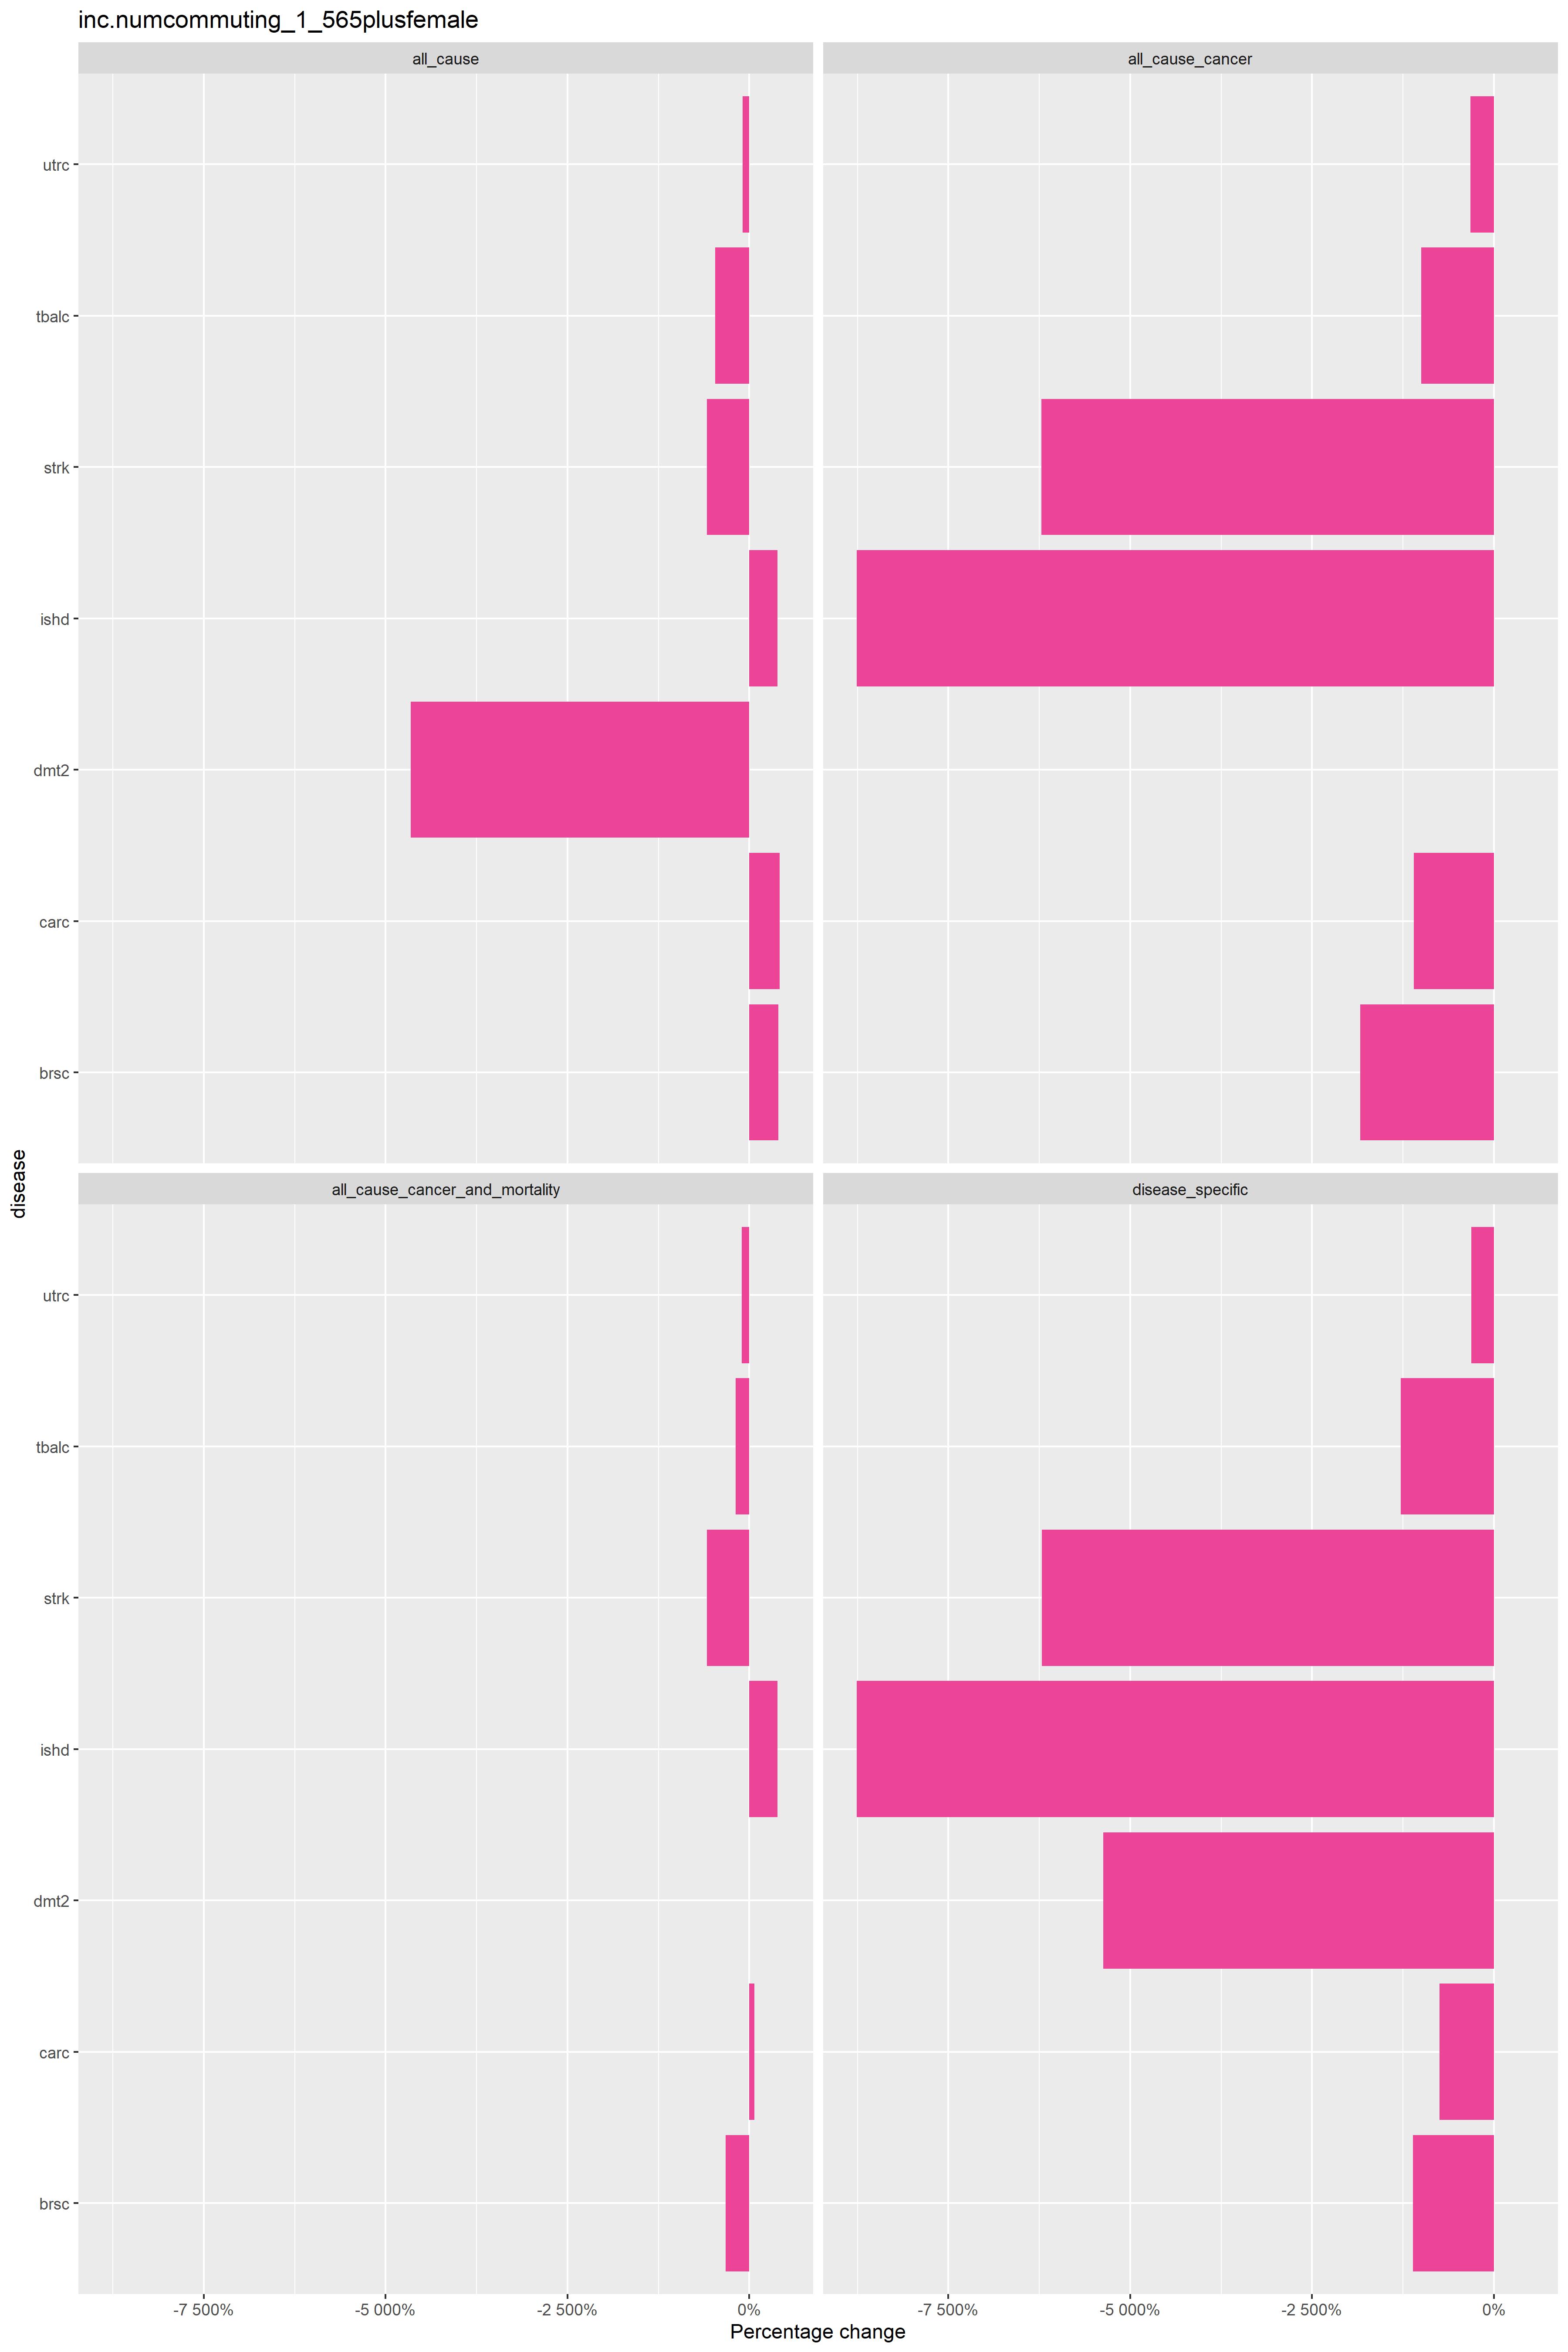 inc.numcommuting_1_565plusfemale
all_cause
all_cause_cancer
utrc
tbalc
strk
ishd
dmt2
carc
brsc
disease
all_cause_cancer_and_mortality
disease_specific
utrc
tbalc
strk
ishd
dmt2
carc
brsc
-7 500%
-5 000%
-2 500%
0%
-7 500%
-5 000%
-2 500%
0%
Percentage change